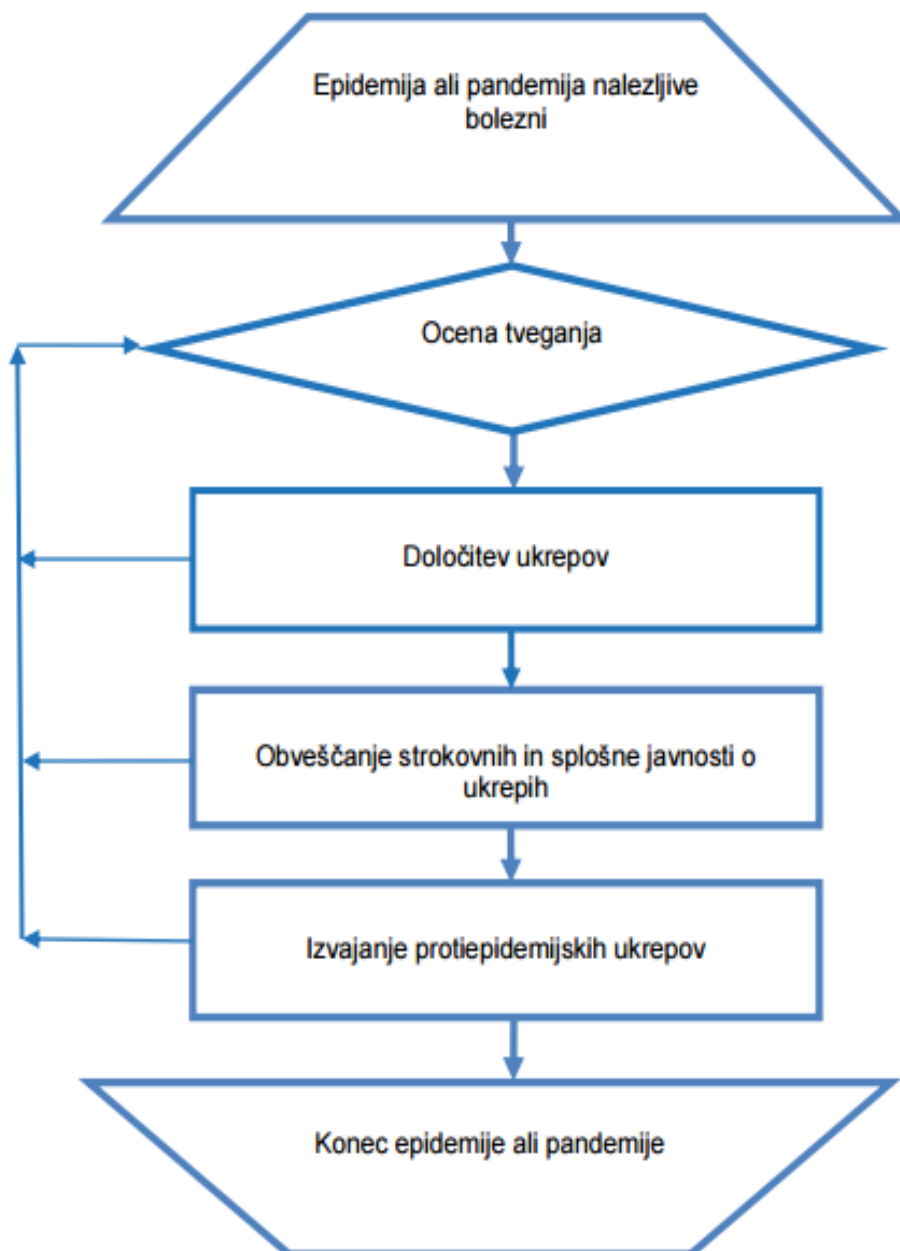 Epidemija ali pandemija nalezljive
bolezni
Ocena tveganja
Določitev ukrepov
Obveščanje strokovnih in splošne javnosti o
ukrepih
Izvajanje protiepidemijskih ukrepov
Konec epidemije ali pandemije